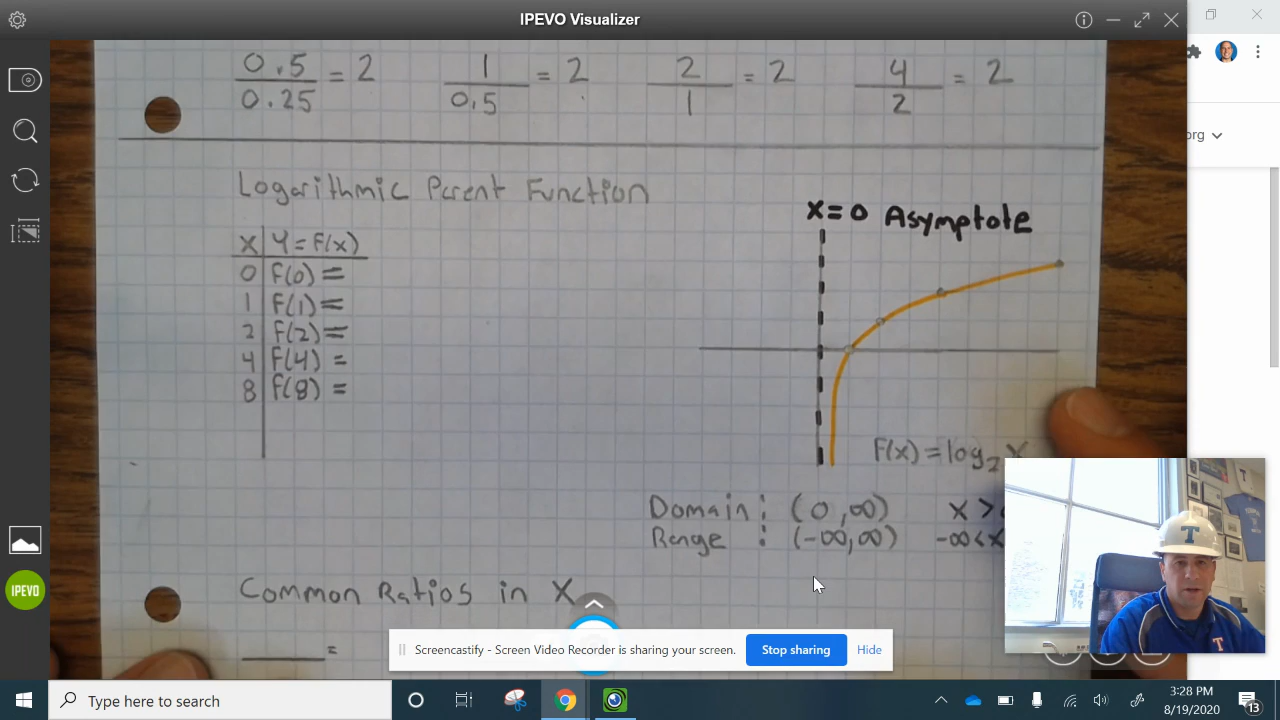 IPEVO Visualizer
0.5/0.25 = 2 1/0.5 = 2 2/1 = 2 4/2 = 2
org
Logarithmic Parent Function
x=0 Asymptote
X Y=F(x)
0 F(0) =
1 F(1) =
2 F(2) =
4 F(4) =
8 F(8) =
F(x) = log₂ X
Domain : (0, ∞) X >
Range : (-∞, ∞) -∞ < X
Common Ratios in X
=
IPEVO
T
T
Screencastify - Screen Video Recorder is sharing your screen.
Stop sharing
Hide
Type here to search
3:28 PM
8/19/2020
13